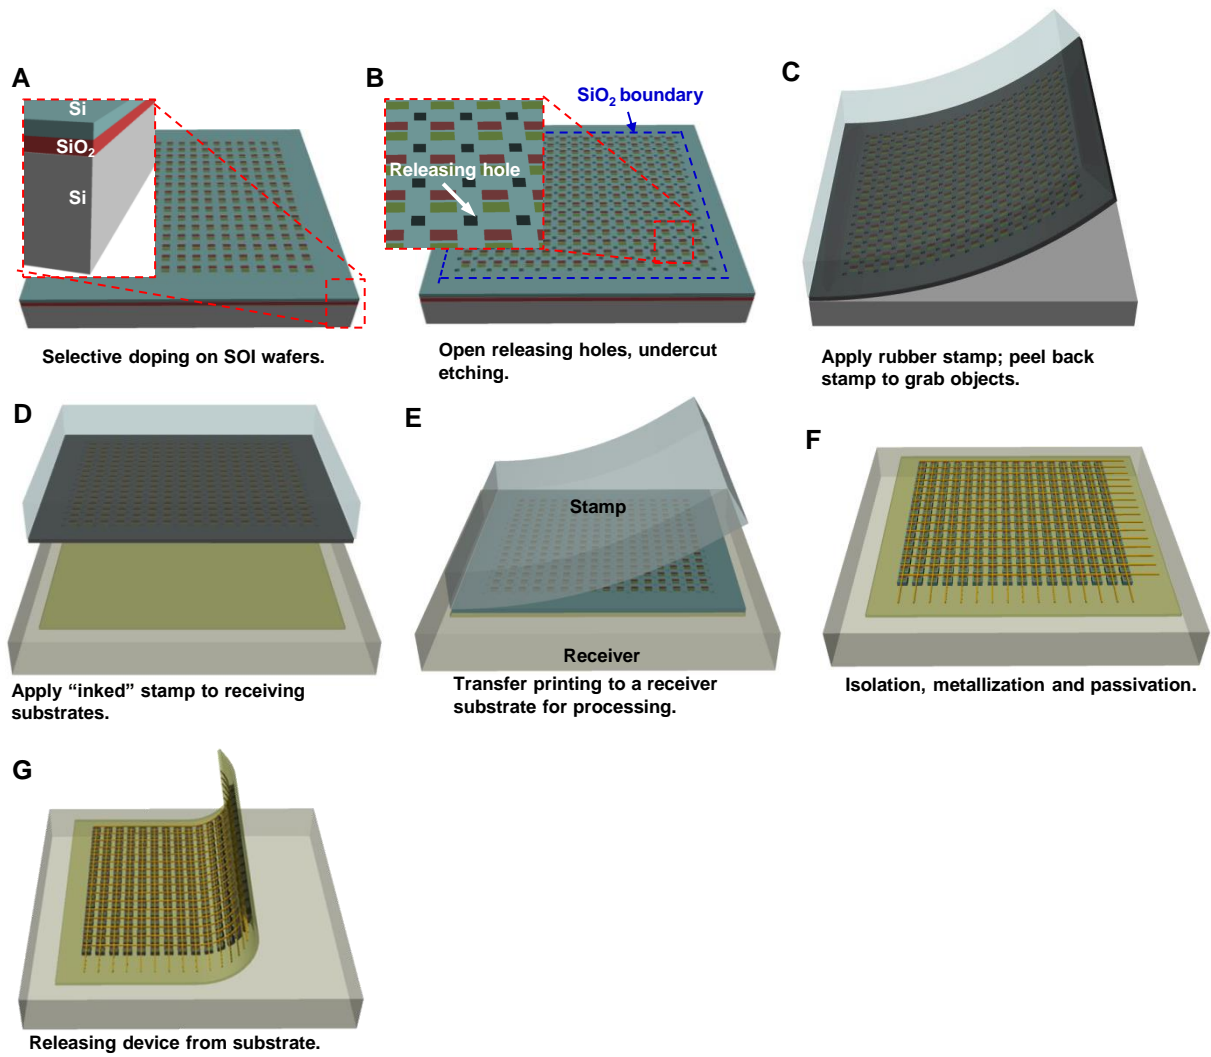 A
Si
SiO2
Si
Selective doping on SOI wafers.
B
SiO2 boundary
Releasing hole
Open releasing holes, undercut
etching.
C
Apply rubber stamp; peel back
stamp to grab objects.
D
Apply “inked” stamp to receiving
substrates.
E
Stamp
Receiver
Transfer printing to a receiver
substrate for processing.
F
Isolation, metallization and passivation.
G
Releasing device from substrate.